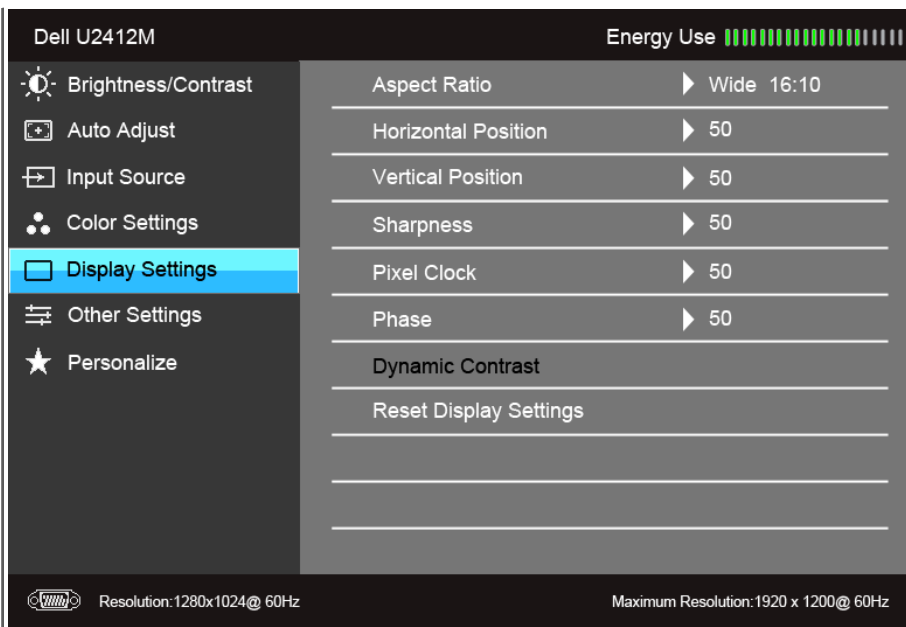 Dell U2412M Energy Use
Brightness/Contrast
Auto Adjust
Input Source
Color Settings
Display Settings
Other Settings
Personalize
Aspect Ratio Wide 16:10
Horizontal Position 50
Vertical Position 50
Sharpness 50
Pixel Clock 50
Phase 50
Dynamic Contrast
Reset Display Settings
Resolution:1280x1024@ 60Hz Maximum Resolution:1920 x 1200@ 60Hz